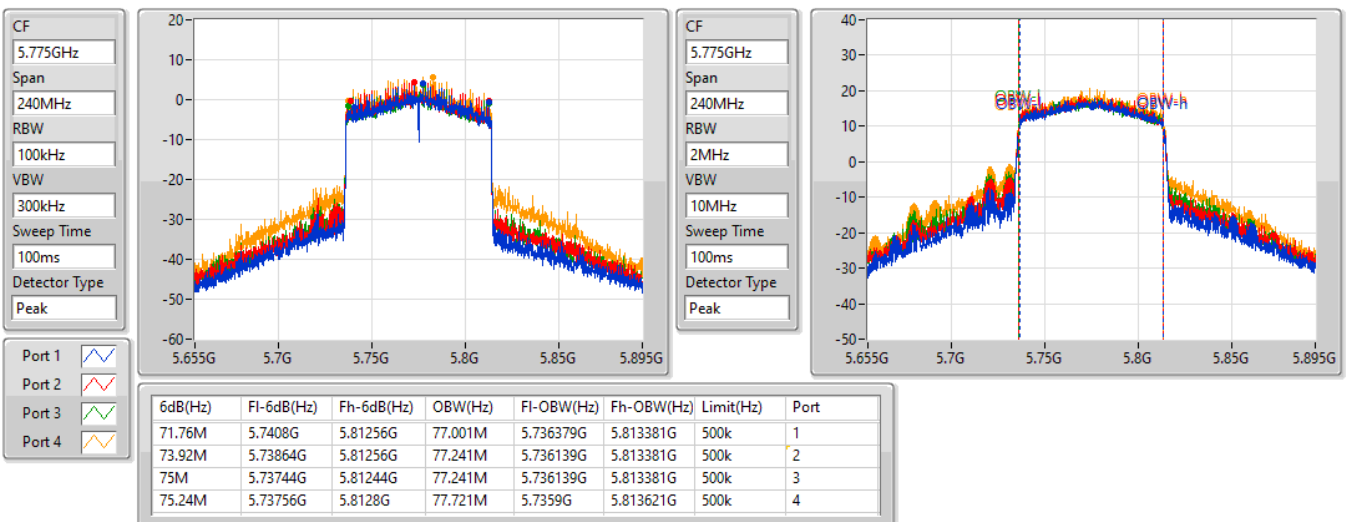 CF
5.775GHz
Span
240MHz
RBW
100kHz
VBW
300kHz
Sweep Time
100ms
Detector Type
Peak
20
10
0
-10
-20
-30
-40
-50
-60
5.655G 5.7G 5.75G 5.8G 5.85G 5.895G
CF
5.775GHz
Span
240MHz
RBW
2MHz
VBW
10MHz
Sweep Time
100ms
Detector Type
Peak
40
30
20
10
0
-10
-20
-30
-40
-50
OBW-l OBW-h
5.655G 5.7G 5.75G 5.8G 5.85G 5.895G
Port 1
Port 2
Port 3
Port 4
6dB(Hz) Fl-6dB(Hz) Fh-6dB(Hz) OBW(Hz) Fl-OBW(Hz) Fh-OBW(Hz) Limit(Hz) Port
71.76M 5.7408G 5.81256G 77.001M 5.736379G 5.813381G 500k 1
73.92M 5.73864G 5.81256G 77.241M 5.736139G 5.813381G 500k 2
75M 5.73744G 5.81244G 77.241M 5.736139G 5.813381G 500k 3
75.24M 5.73756G 5.8128G 77.721M 5.7359G 5.813621G 500k 4